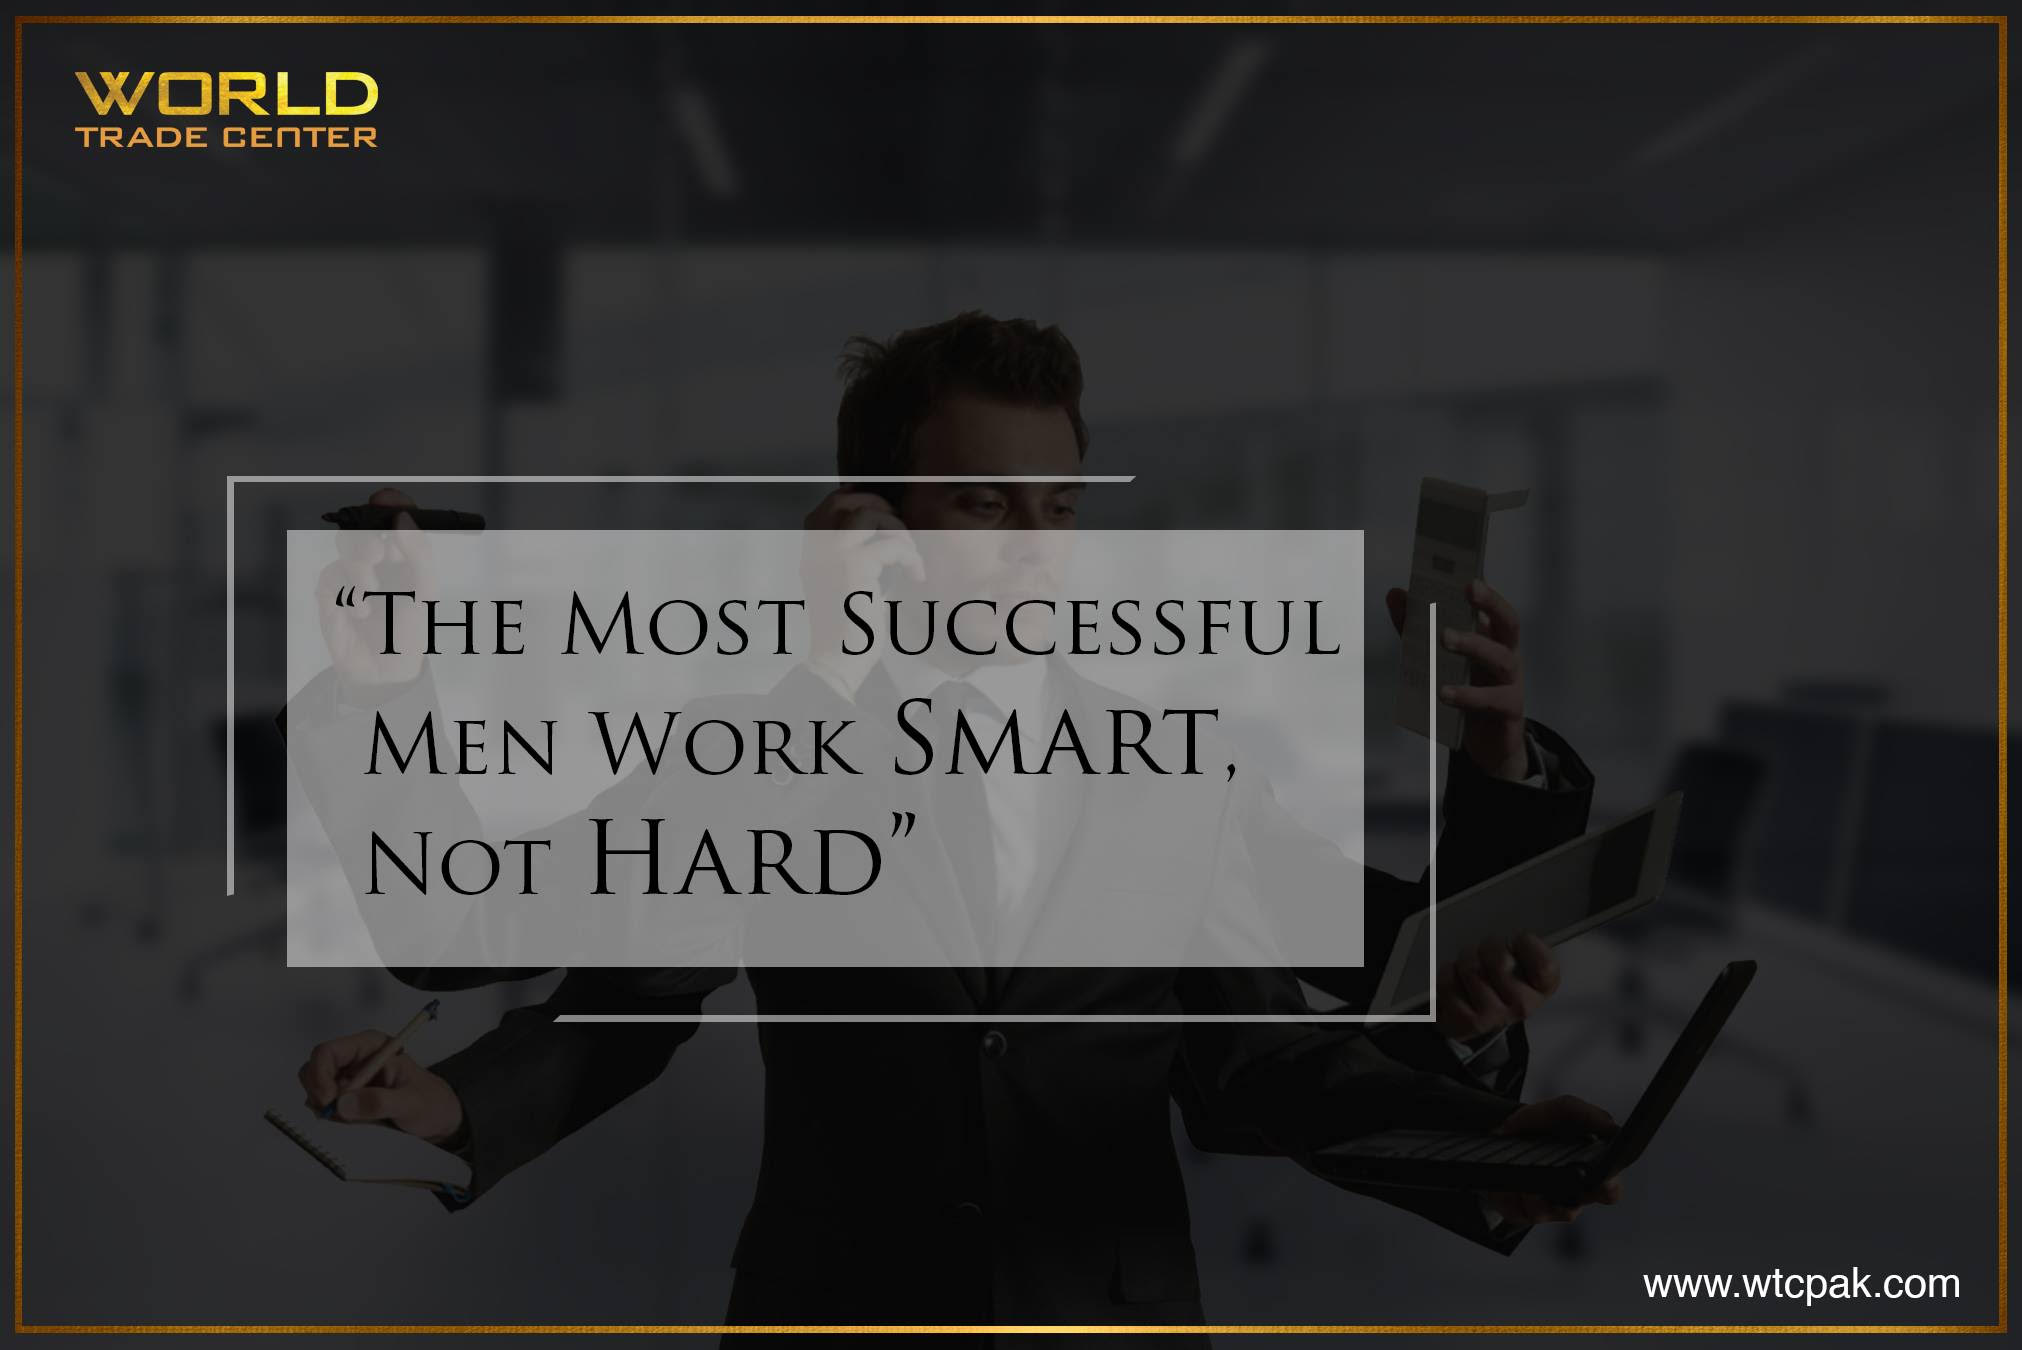 WORLD
TRADE CENTER
“The Most Successful
Men Work SMART,
Not Hard”
www.wtcpak.com